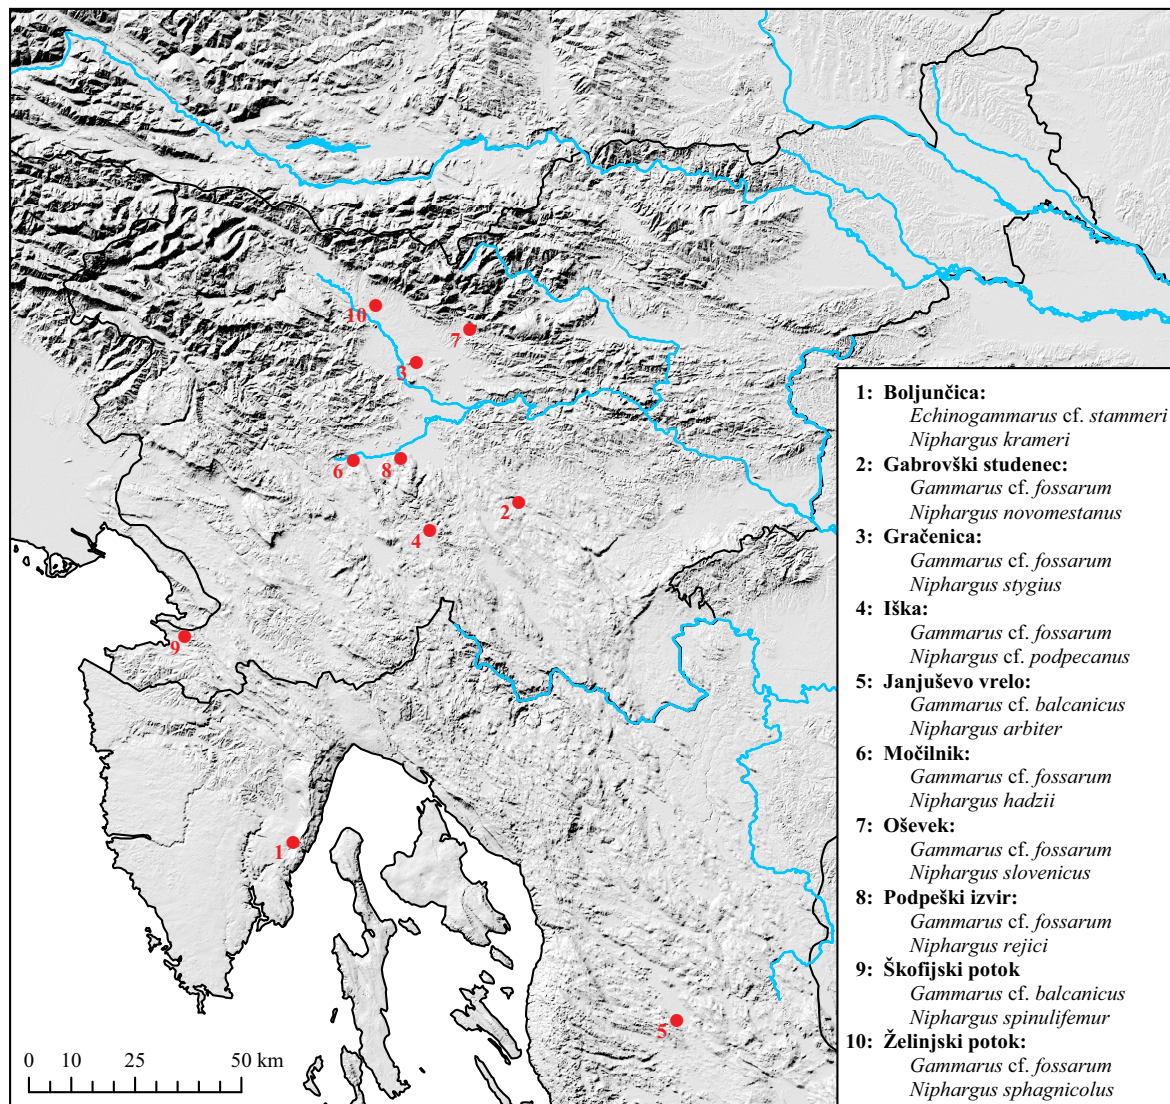 10
7
3
6
8
2
4
9
1
5
0 10 25 50 km
1: Boljunčica:
Echinogammarus cf. stammeri
Niphargus krameri
2: Gabrovški studenec:
Gammarus cf. fossarum
Niphargus novomestanus
3: Gračenica:
Gammarus cf. fossarum
Niphargus stygius
4: Iška:
Gammarus cf. fossarum
Niphargus cf. podpecanus
5: Janjuševo vrelo:
Gammarus cf. balcanicus
Niphargus arbiter
6: Močilnik:
Gammarus cf. fossarum
Niphargus hadzii
7: Oševek:
Gammarus cf. fossarum
Niphargus slovenicus
8: Podpeški izvir:
Gammarus cf. fossarum
Niphargus rejici
9: Škofijski potok
Gammarus cf. balcanicus
Niphargus spinulifemur
10: Želinjski potok:
Gammarus cf. fossarum
Niphargus sphagnicolus